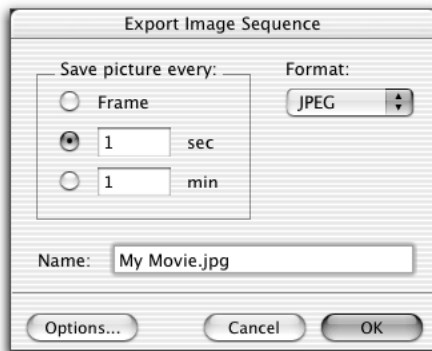 Export Image Sequence
Save picture every:
Frame
1 sec
1 min
Format:
JPEG
Name: My Movie.jpg
Options... Cancel OK